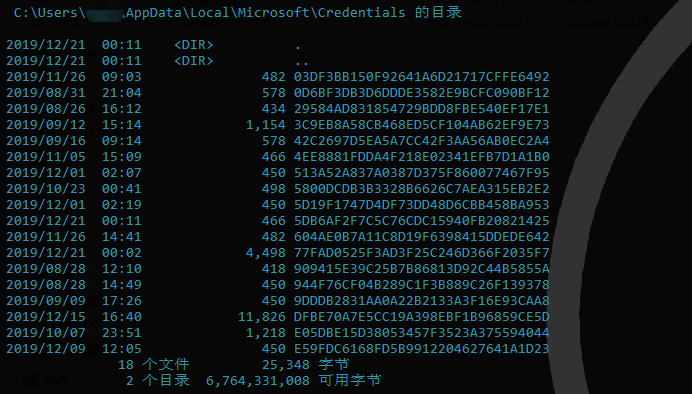 C:\Users\ \AppData\Local\Microsoft\Credentials 的目录
2019/12/21 00:11 <DIR> .
2019/12/21 00:11 <DIR> ..
2019/11/26 09:03 482 03DF3BB150F92641A6D21717CFFE6492
2019/08/31 21:04 578 0D6BF3DB3D6DDDE3582E9BCFC090BF12
2019/08/26 16:12 434 29584AD831854729BDD8FBE540EF17E1
2019/09/12 15:14 1,154 3C9EB8A58CB468ED5CF104AB62EF9E73
2019/09/16 09:14 578 42C2697D5EA5A7CC42F3AA56AB0EC2A4
2019/11/05 15:09 466 4EE8881FDDA4F218E02341EFB7D1A1B0
2019/12/01 02:07 450 513A52A837A0387D375F860077467F95
2019/10/23 00:41 498 5800DCDB3B3328B6626C7AEA315EB2E2
2019/12/01 02:19 450 5D19F1747D4DF73DD48D6CBB458BA953
2019/12/21 00:11 466 5DB6AF2F7C5C76CDC15940FB20821425
2019/11/26 14:41 482 604AE0B7A11C8D19F6398415DDEDE642
2019/12/21 00:02 4,498 77FAD0525F3AD3F25C246D366F2035F7
2019/08/28 12:10 418 909415E39C25B7B86813D92C44B5855A
2019/08/28 14:49 450 944F76CF04B289C1F3B889C26F139378
2019/09/09 17:26 450 9DDDB2831AA0A22B2133A3F16E93CAA8
2019/12/15 16:40 11,826 DFBE70A7E5CC19A398EBF1B96859CE5D
2019/10/07 23:51 1,218 E05DBE15D38053457F3523A375594044
2019/12/09 12:05 450 E59FDC6168FD5B9912204627641A1D23
18 个文件 25,348 字节
2 个目录 6,764,331,008 可用字节